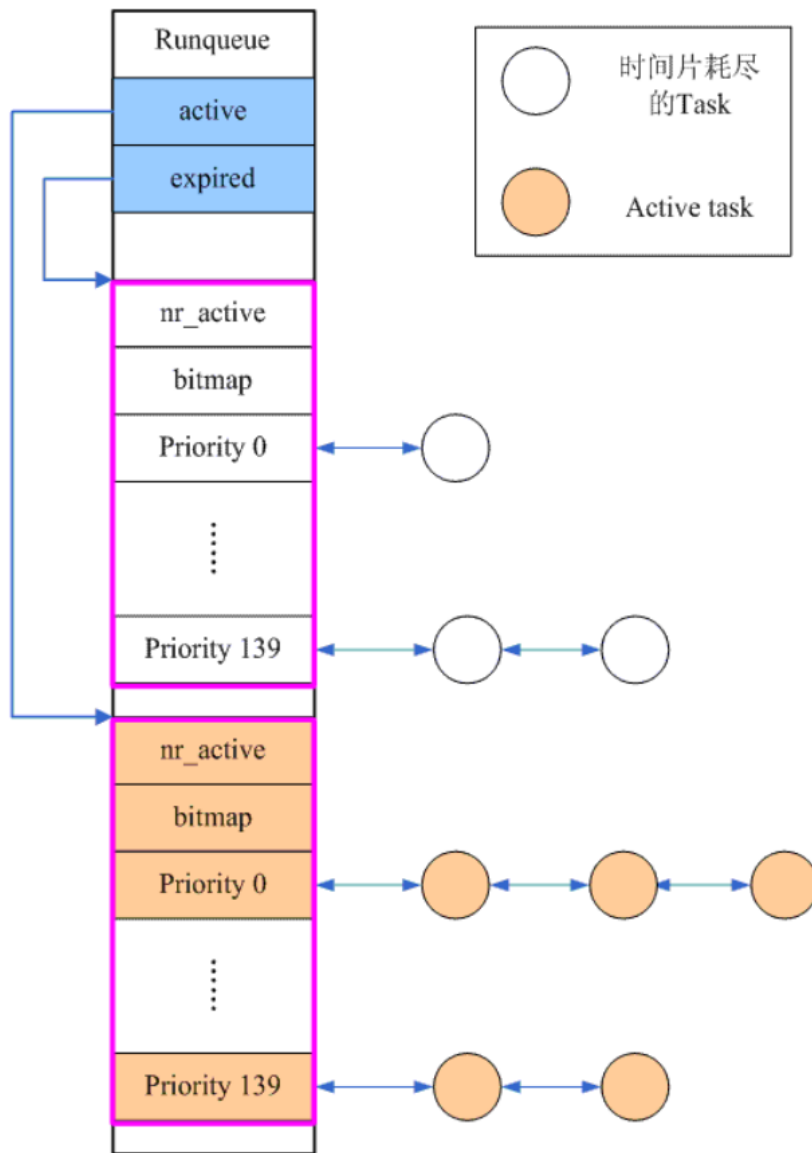 Runqueue
active
expired
时间片耗尽
的Task
Active task
nr_active
bitmap
Priority 0
......
Priority 139
nr_active
bitmap
Priority 0
......
Priority 139